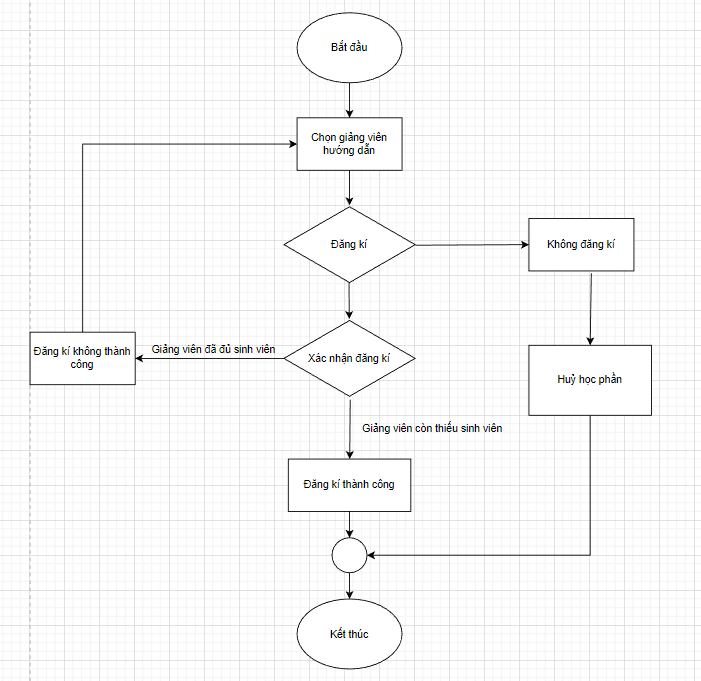 Bắt đầu
Chọn giảng viên
hướng dẫn
Đăng kí
Không đăng kí
Đăng kí không thành
công
Giảng viên đã đủ sinh viên
Xác nhận đăng kí
Huỷ học phần
Giảng viên còn thiếu sinh viên
Đăng kí thành công
Kết thúc